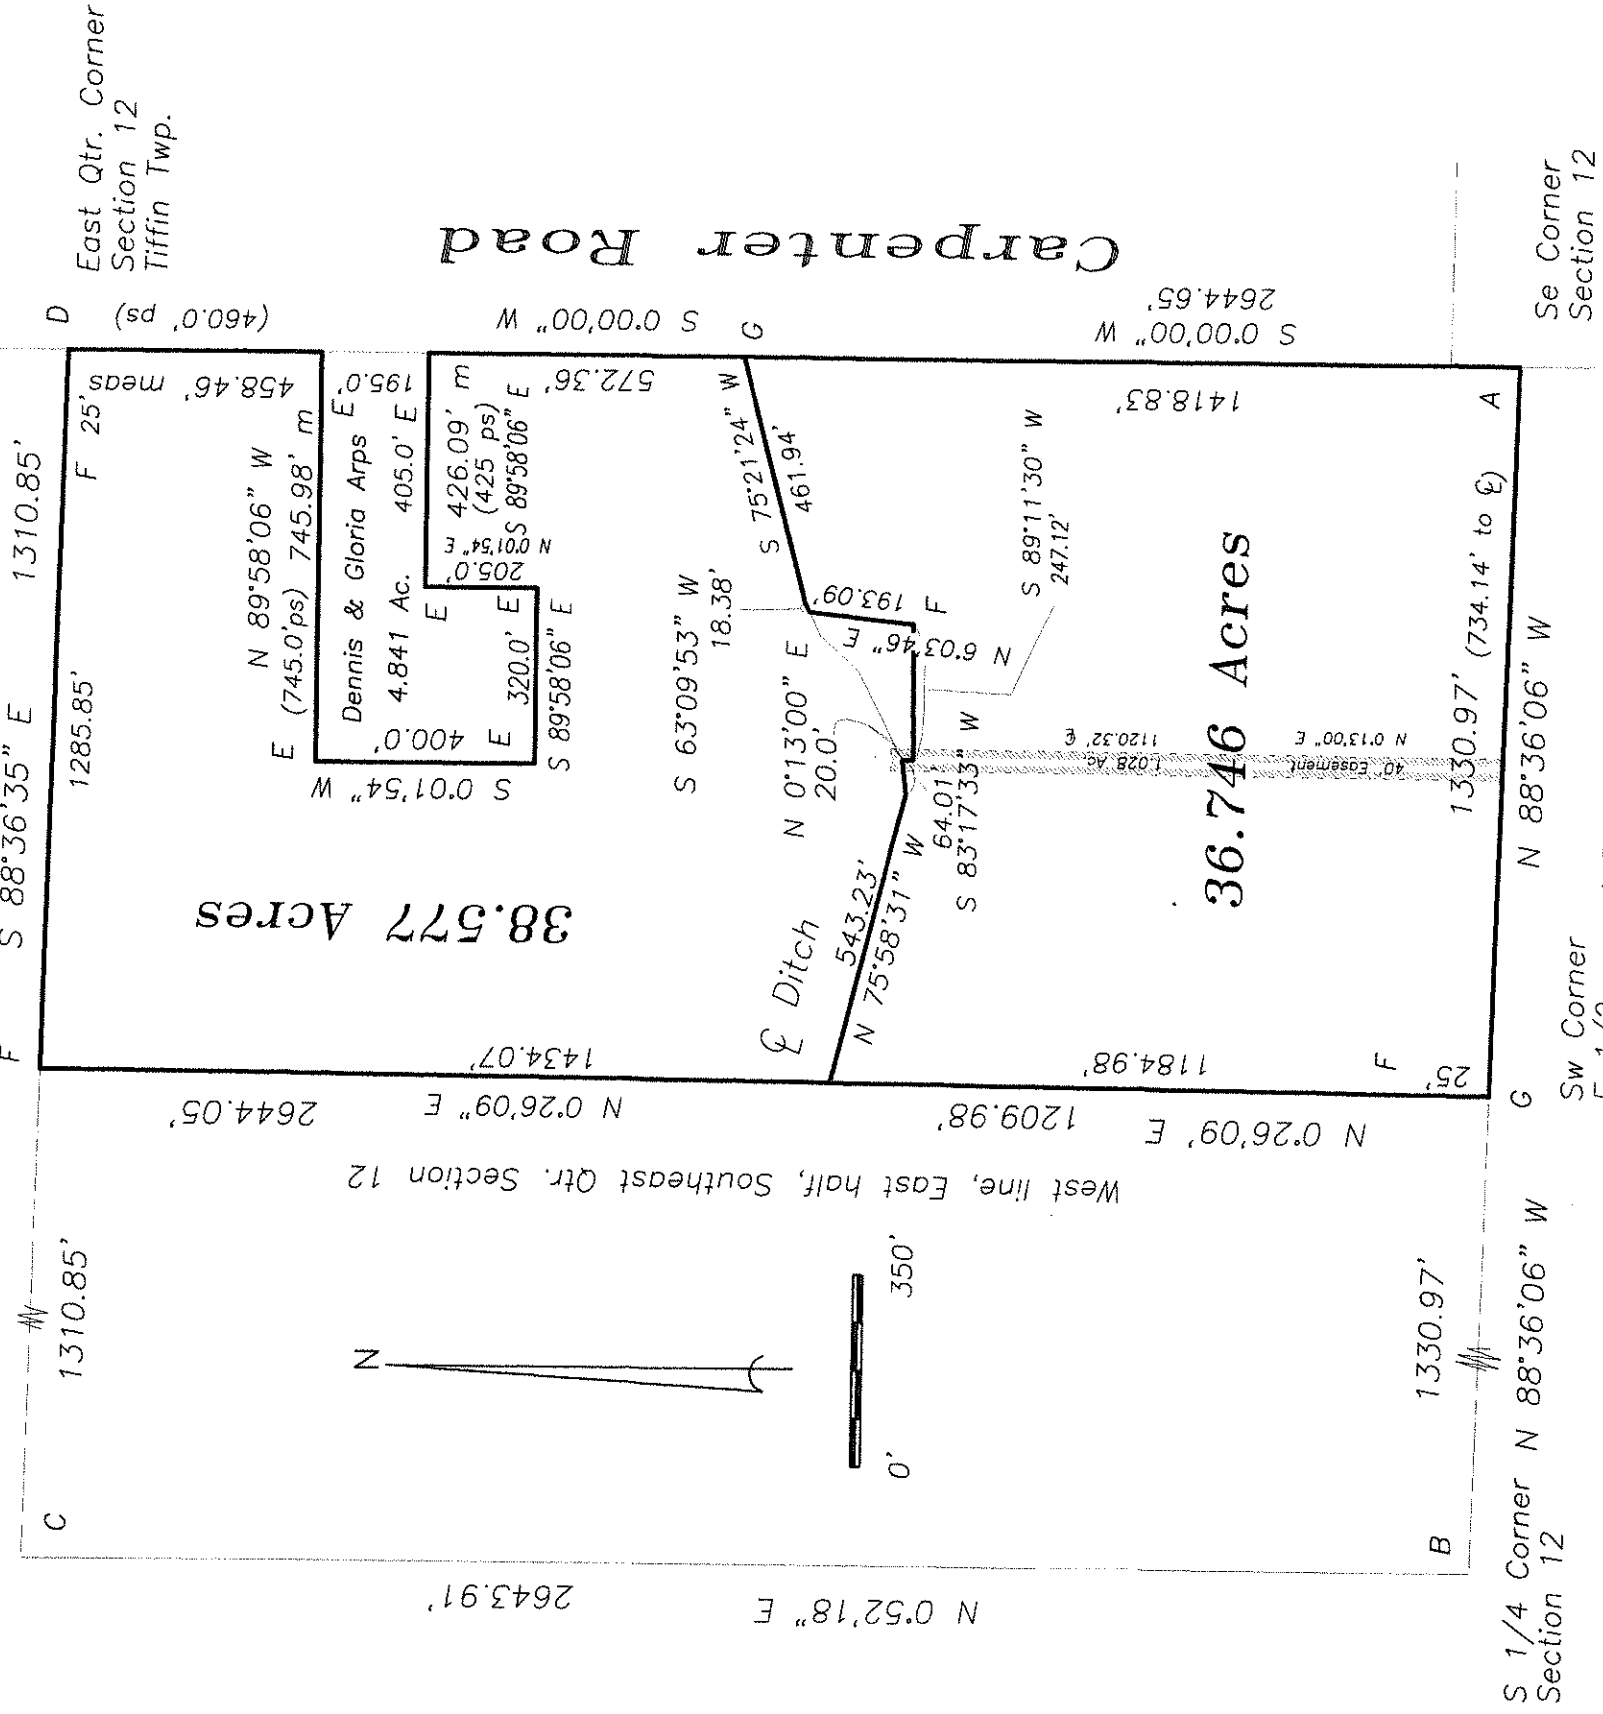 East Qtr. Corner
Section 12
Tiffin Twp.
D
F
S 88°36'35" E
1310.85'
1285.85'
F 25'
(460.0' ps)
458.46' meas
S 0°00'00" W
Carpenter Road
N 89°58'06" W
E (745.0'ps) 745.98' m
Dennis & Gloria Arps E
195.0'
4.841 Ac.
405.0' E
E
426.09' m
(425 ps)
S 89°58'06" E
N 0°01'54" E
205.0'
400.0'
E 320.0' E
S 89°58'06" E
S 0°01'54" W
572.36'
G
38.577 Acres
S 63°09'53" W
18.38'
S 75°21'24" W
461.94'
193.09'
N 6°03'46" E
F
N 0°13'00" E
20.0'
S 89°11'30" W
247.12'
64.01'
S 83°17'33" W
℄ Ditch
543.23'
N 75°58'31" W
1434.07'
2644.05'
N 0°26'09" E
S 0°00'00" W
2644.65'
1418.83'
36.746 Acres
1.028 Ac.
1120.32' ℄
40' Easement
N 0°13'00" E
1184.98'
F
25'
1209.98'
N 0°26'09' E
West line, East half, Southeast Qtr. Section 12
A
1330.97' (734.14' to ℄)
N 88°36'06" W
G
Se Corner
Section 12
Sw Corner
C
1310.85'
N
0'
350'
2643.91'
N 0°52'18" E
B
1330.97'
S 1/4 Corner N 88°36'06" W
Section 12